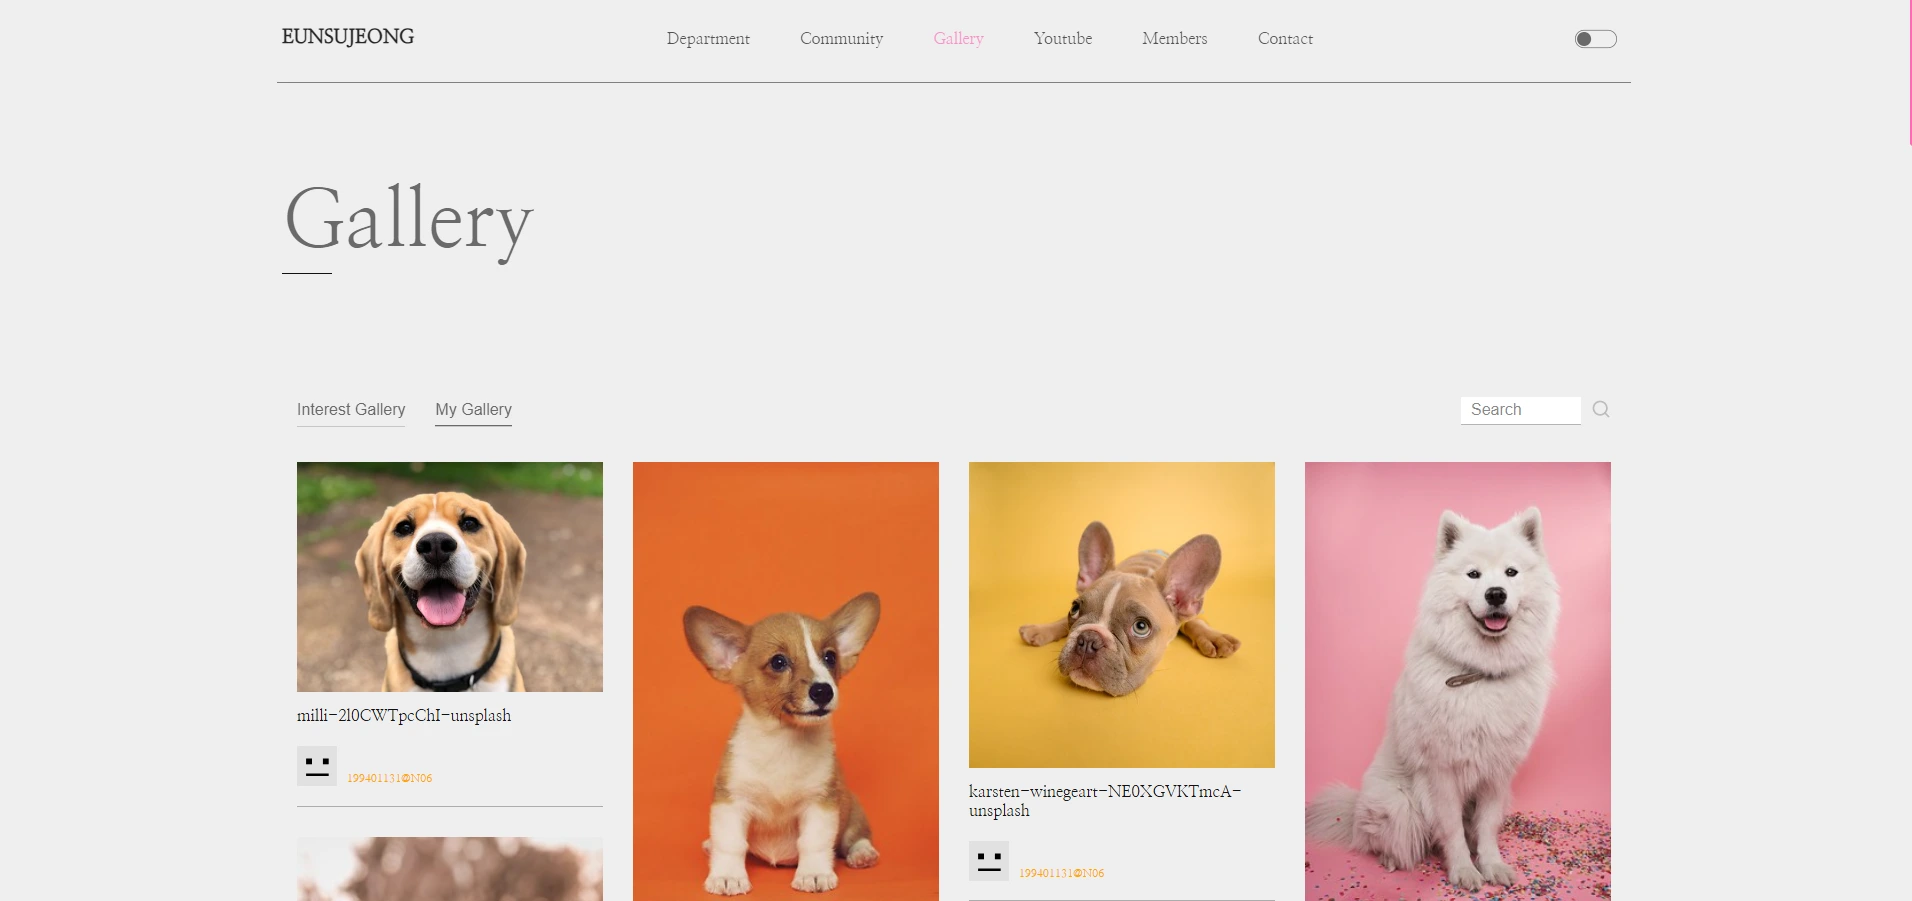 EUNSUJEONG
Department Community Gallery Youtube Members Contact
Gallery
Interest Gallery My Gallery
Search
milli-2l0CWTpcChI-unsplash
199401131@N06
karsten-winegeart-NE0XGVKTmcA-
unsplash
199401131@N06